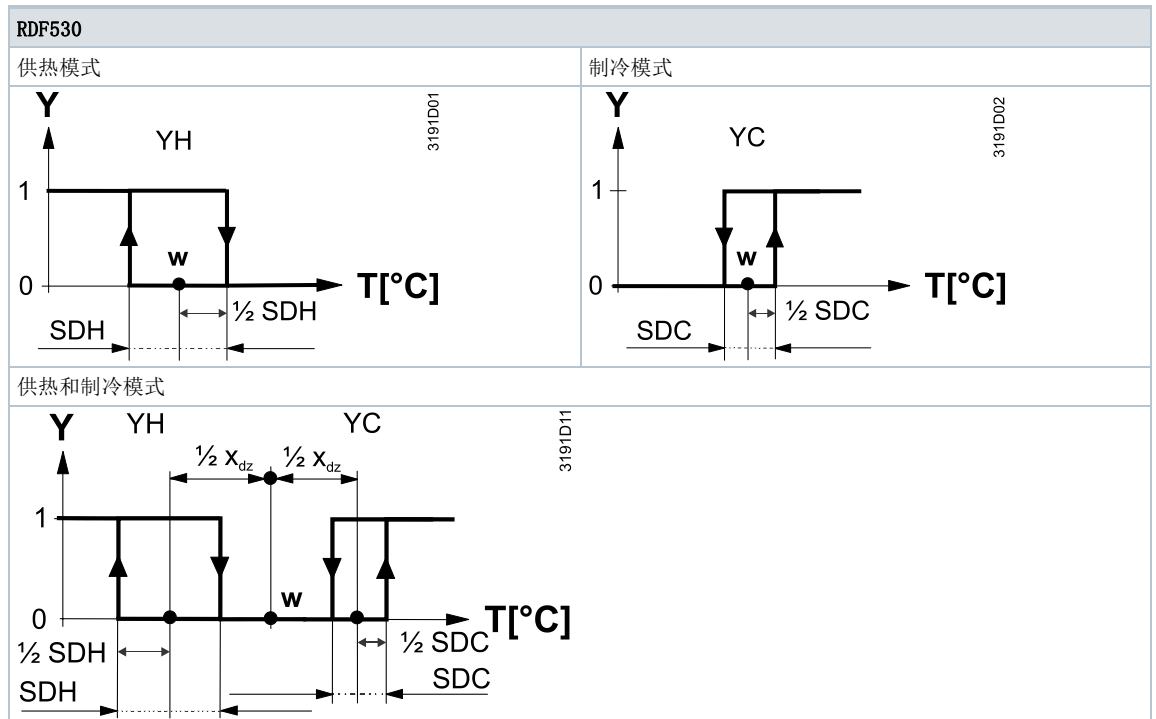 RDF530
供热模式
制冷模式
Y
YH
3191D01
1
w
0
T[°C]
½ SDH
SDH
Y
YC
3191D02
1
w
0
T[°C]
½ SDC
SDC
供热和制冷模式
Y
YH
YC
3191D11
½ xdz
½ xdz
1
w
0
T[°C]
½ SDH
½ SDC
SDH
SDC